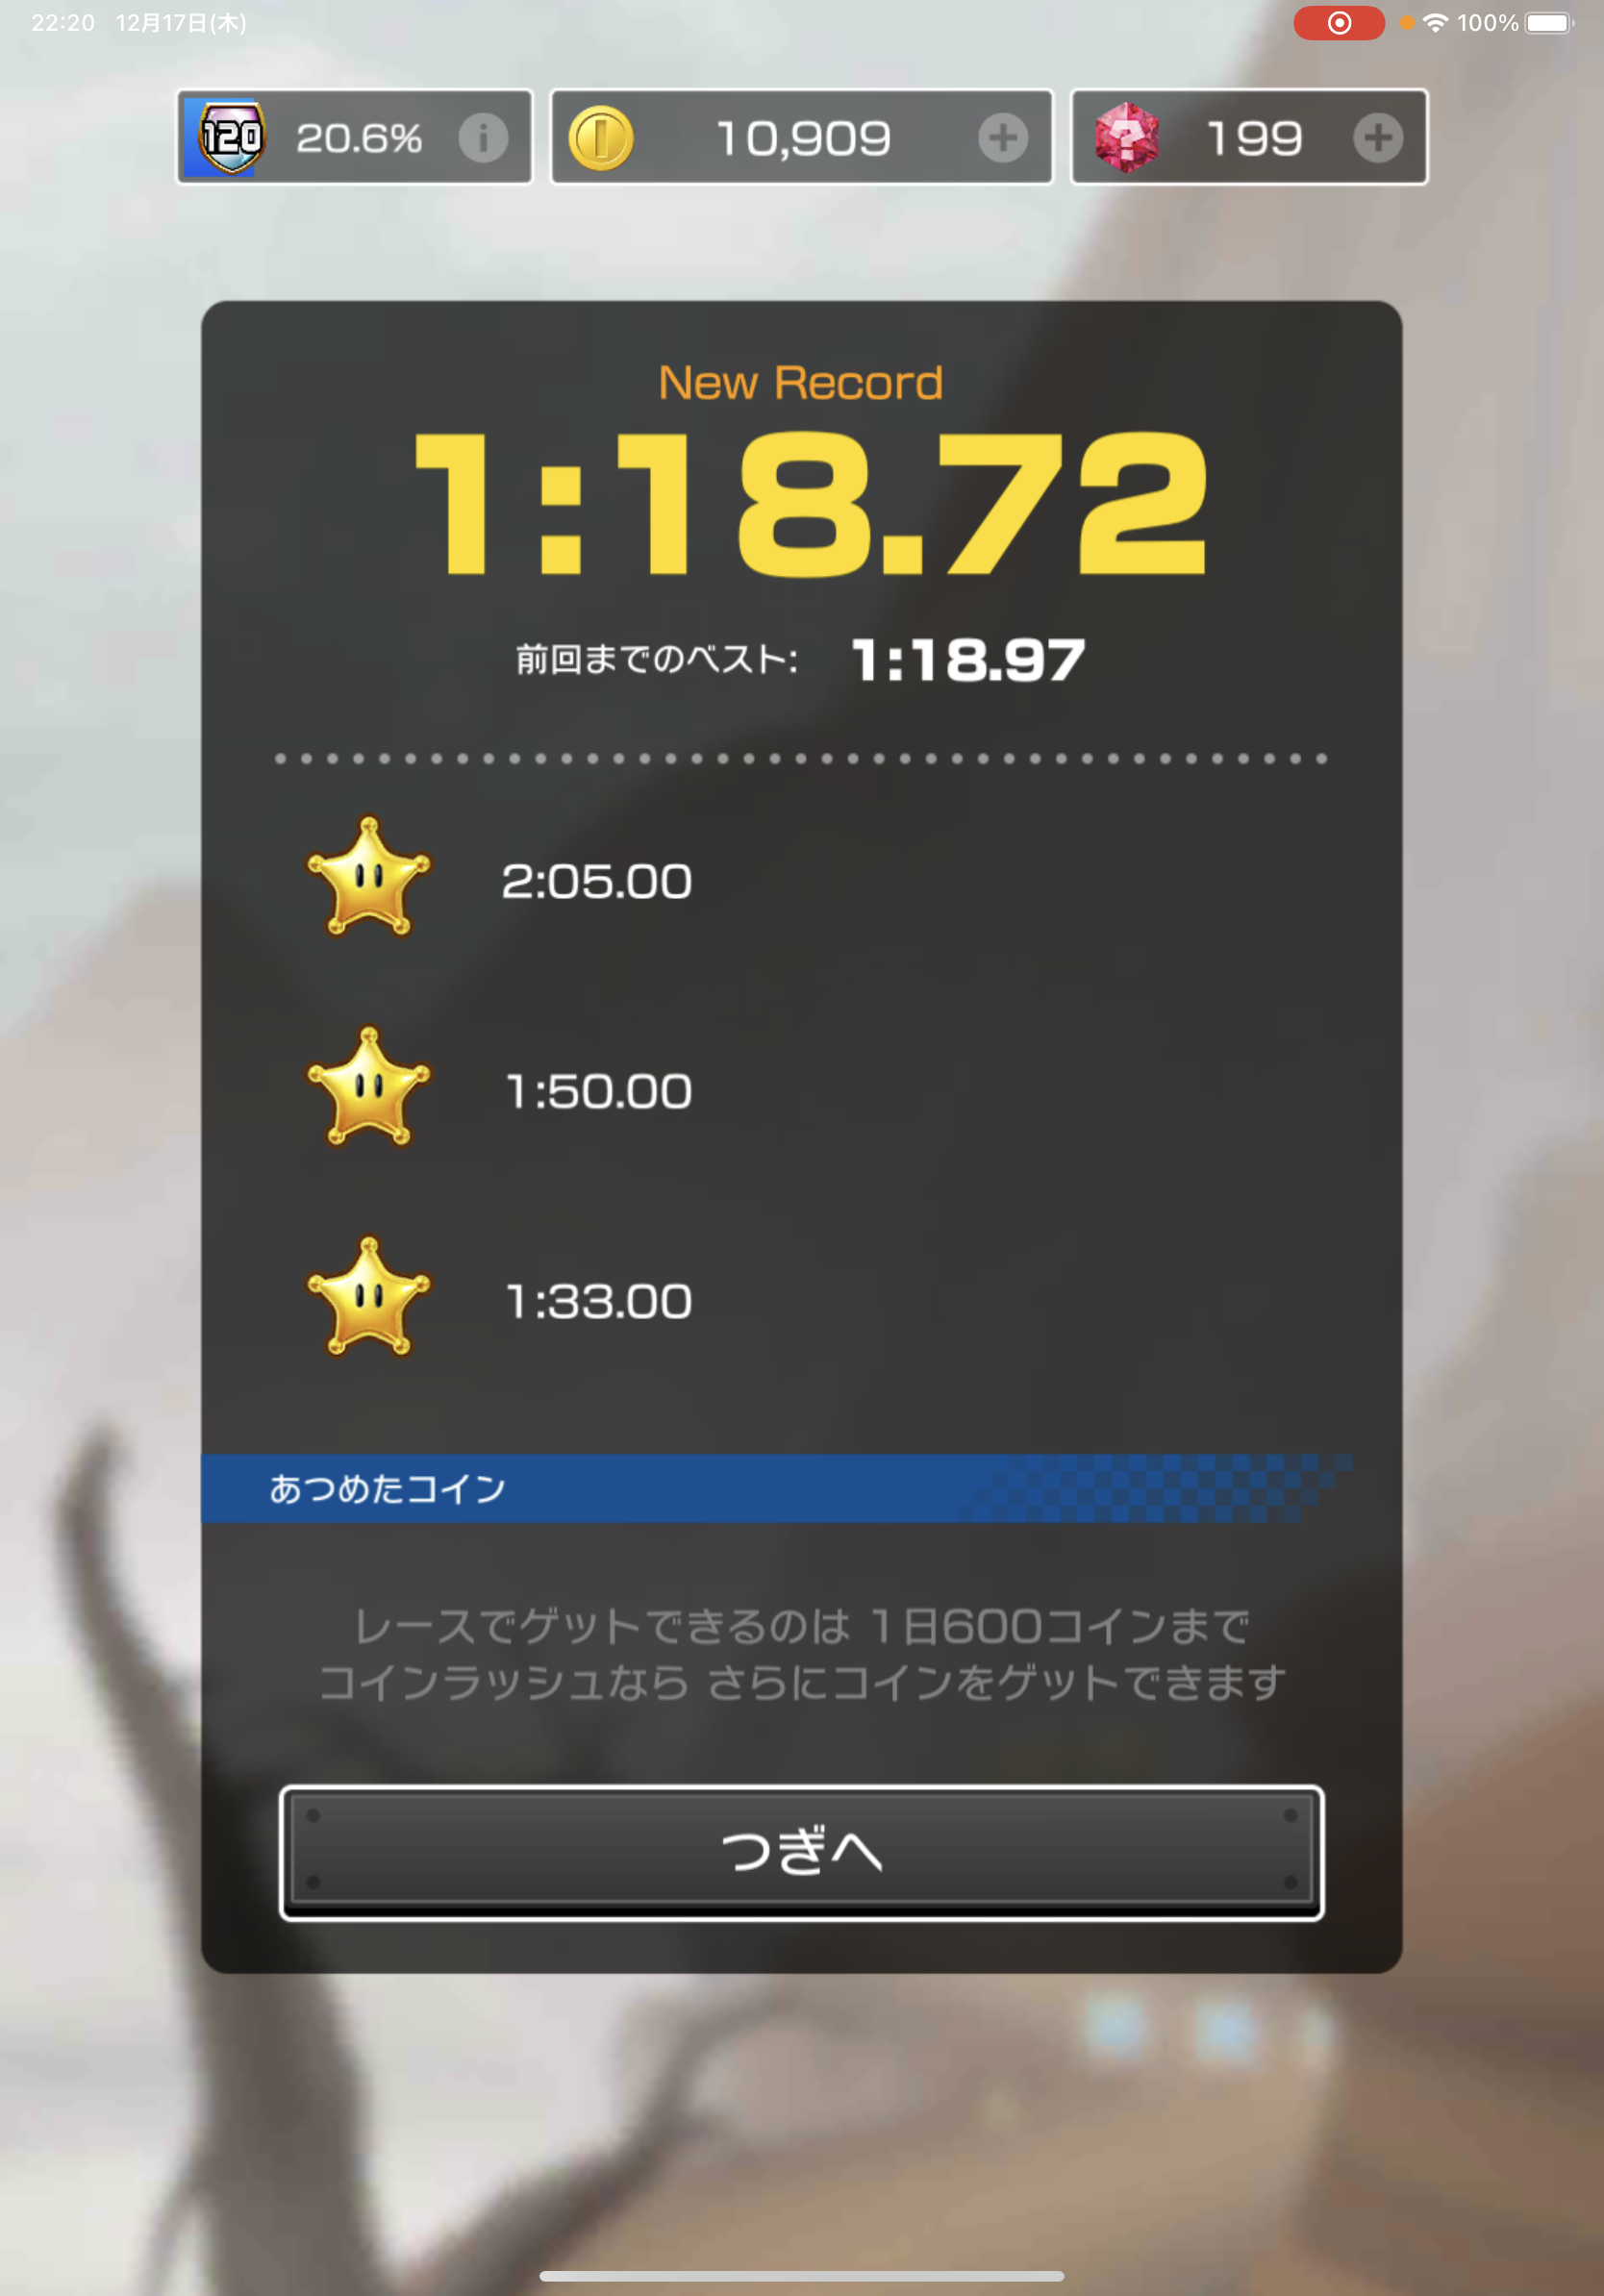 22:20 12月17日(木)
100%
120 20.6% 10,909 199
New Record
1:18.72
前回までのベスト: 1:18.97
2:05.00
1:50.00
1:33.00
あつめたコイン
レースでゲットできるのは 1日600コインまで
コインラッシュなら さらにコインをゲットできます
つぎへ